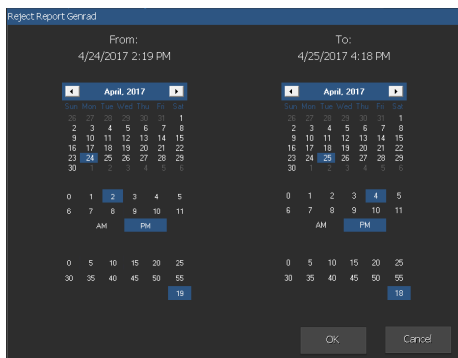 Reject Report Genrad
From: To:
4/24/2017 2:19 PM 4/25/2017 4:18 PM
April, 2017 April, 2017
Sun Mon Tue Wed Thu Fri Sat Sun Mon Tue Wed Thu Fri Sat
26 27 28 29 30 31 1 26 27 28 29 30 31 1
2 3 4 5 6 7 8 2 3 4 5 6 7 8
9 10 11 12 13 14 15 9 10 11 12 13 14 15
16 17 18 19 20 21 22 16 17 18 19 20 21 22
23 24 25 26 27 28 29 23 24 25 26 27 28 29
30 1 2 3 4 5 6 30 1 2 3 4 5 6
0 1 2 3 4 5 0 1 2 3 4 5
6 7 8 9 10 11 6 7 8 9 10 11
AM PM AM PM
0 5 10 15 20 25 0 5 10 15 20 25
30 35 40 45 50 55 30 35 40 45 50 55
19 18
OK Cancel